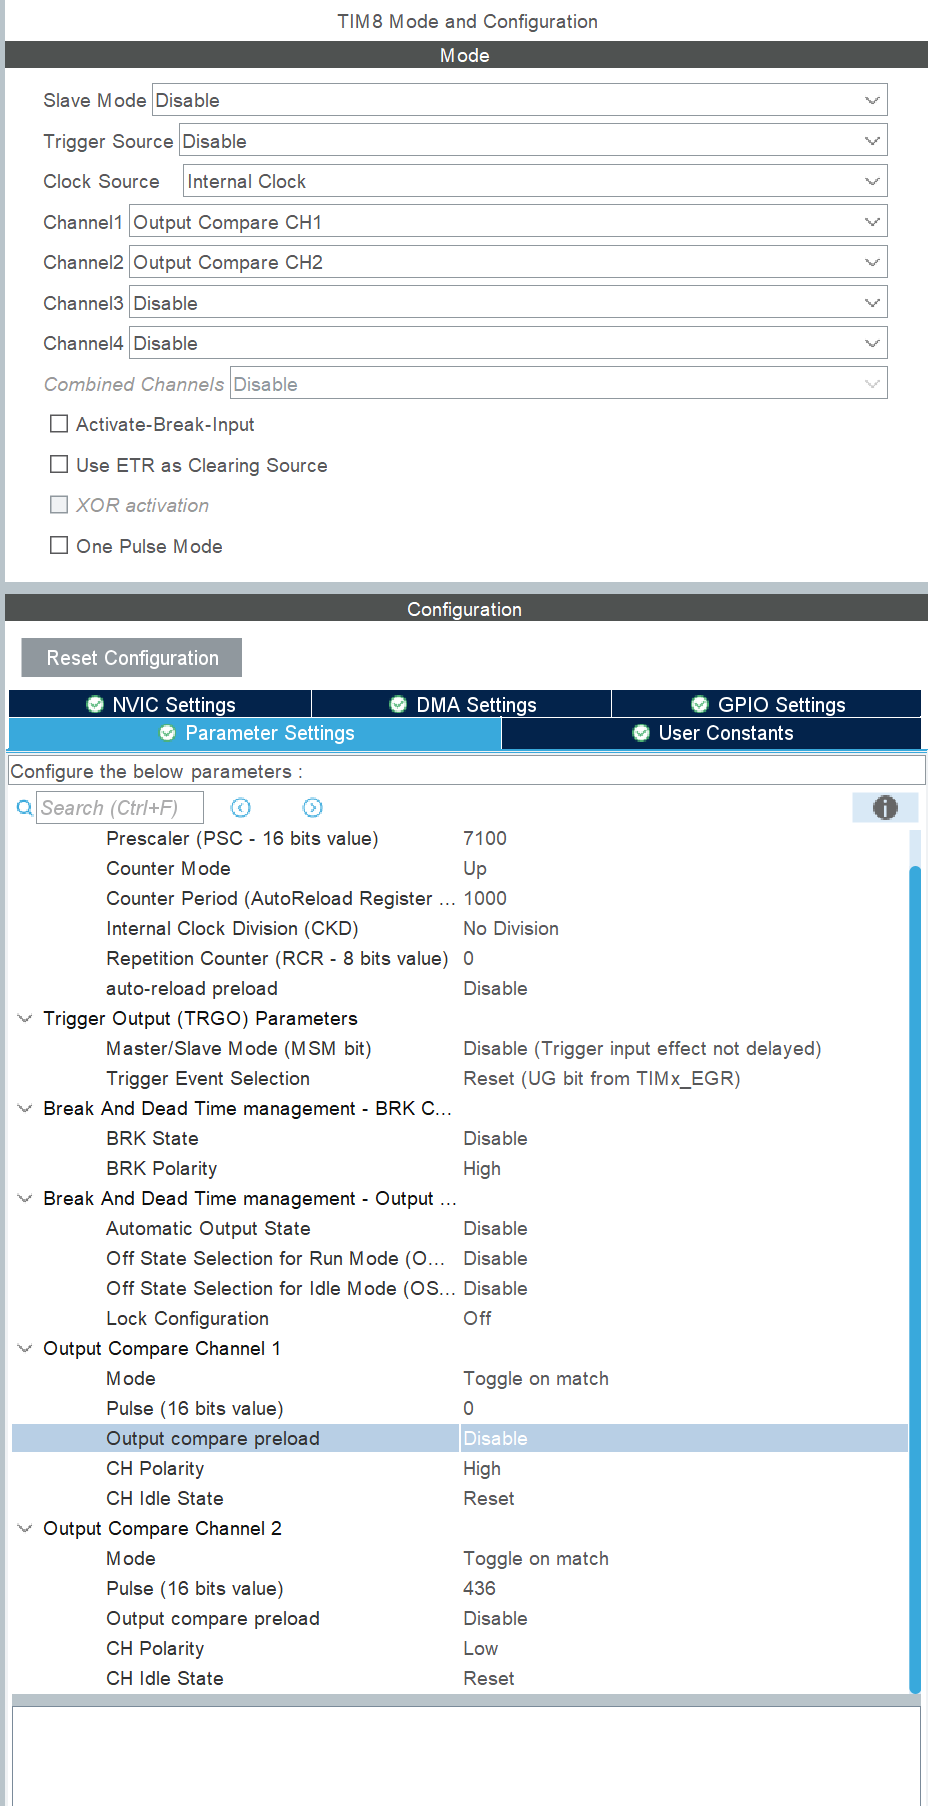 TIM8 Mode and Configuration
Mode
Slave Mode Disable
Trigger Source Disable
Clock Source Internal Clock
Channel1 Output Compare CH1
Channel2 Output Compare CH2
Channel3 Disable
Channel4 Disable
Combined Channels Disable
Activate-Break-Input
Use ETR as Clearing Source
XOR activation
One Pulse Mode
Configuration
Reset Configuration
NVIC Settings DMA Settings GPIO Settings
Parameter Settings User Constants
Configure the below parameters :
Search (Ctrl+F)
Prescaler (PSC - 16 bits value) 7100
Counter Mode Up
Counter Period (AutoReload Register ... 1000
Internal Clock Division (CKD) No Division
Repetition Counter (RCR - 8 bits value) 0
auto-reload preload Disable
Trigger Output (TRGO) Parameters
Master/Slave Mode (MSM bit) Disable (Trigger input effect not delayed)
Trigger Event Selection Reset (UG bit from TIMx_EGR)
Break And Dead Time management - BRK C...
BRK State Disable
BRK Polarity High
Break And Dead Time management - Output ...
Automatic Output State Disable
Off State Selection for Run Mode (O... Disable
Off State Selection for Idle Mode (OS... Disable
Lock Configuration Off
Output Compare Channel 1
Mode Toggle on match
Pulse (16 bits value) 0
Output compare preload Disable
CH Polarity High
CH Idle State Reset
Output Compare Channel 2
Mode Toggle on match
Pulse (16 bits value) 436
Output compare preload Disable
CH Polarity Low
CH Idle State Reset